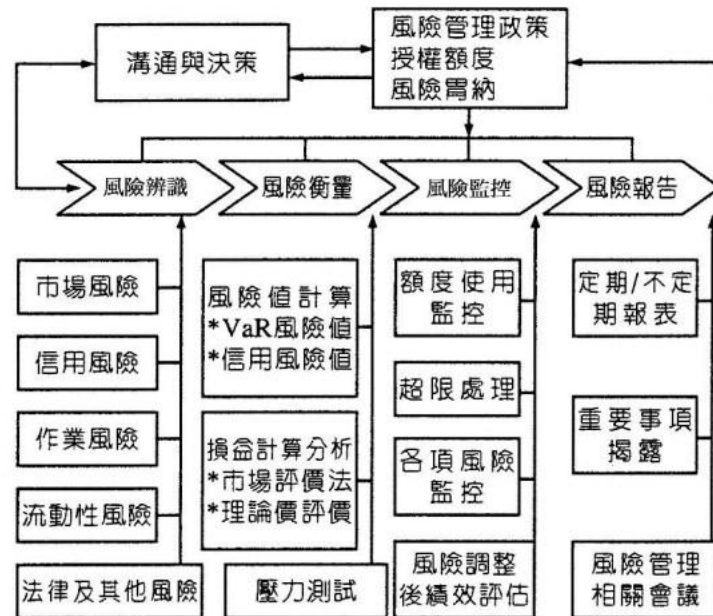 溝通與決策
風險管理政策
授權額度
風險胃納
風險辨識
風險衡量
風險監控
風險報告
市場風險
信用風險
作業風險
流動性風險
法律及其他風險
風險值計算
*VaR風險值
*信用風險值
損益計算分析
*市場評價法
*理論價評價
壓力測試
額度使用
監控
超限處理
各項風險
監控
風險調整
後績效評估
定期/不定
期報表
重要事項
揭露
風險管理
相關會議